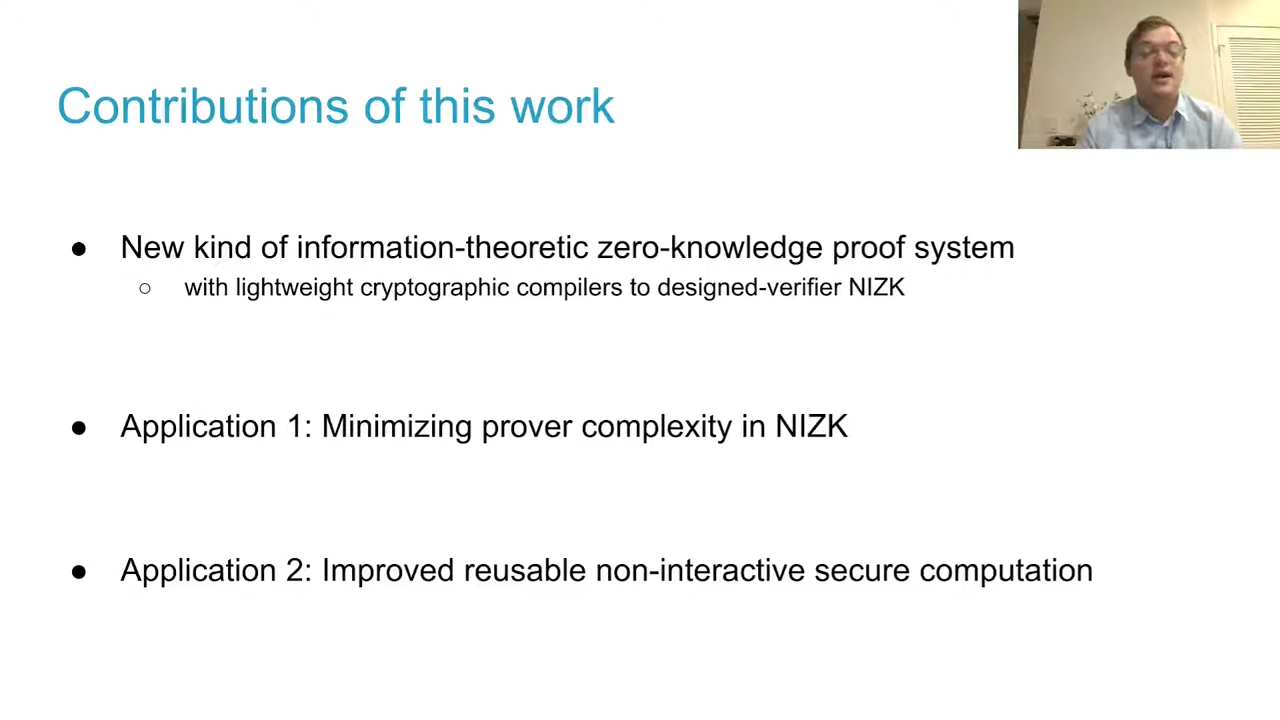 Contributions of this work
● New kind of information-theoretic zero-knowledge proof system
○ with lightweight cryptographic compilers to designed-verifier NIZK
● Application 1: Minimizing prover complexity in NIZK
● Application 2: Improved reusable non-interactive secure computation